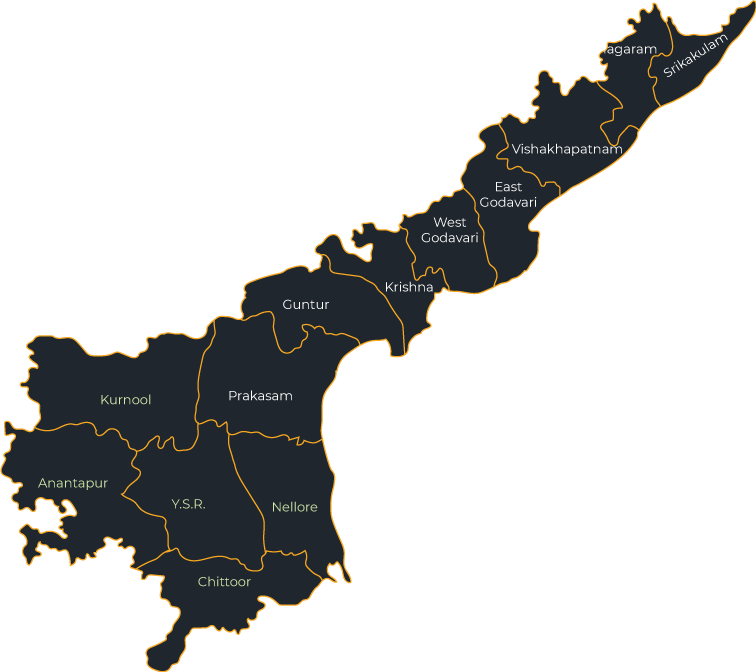 agaram
Srikakulam
Vishakhapatnam
East
Godavari
West
Godavari
Krishna
Guntur
Prakasam
Kurnool
Anantapur
Y.S.R.
Nellore
Chittoor